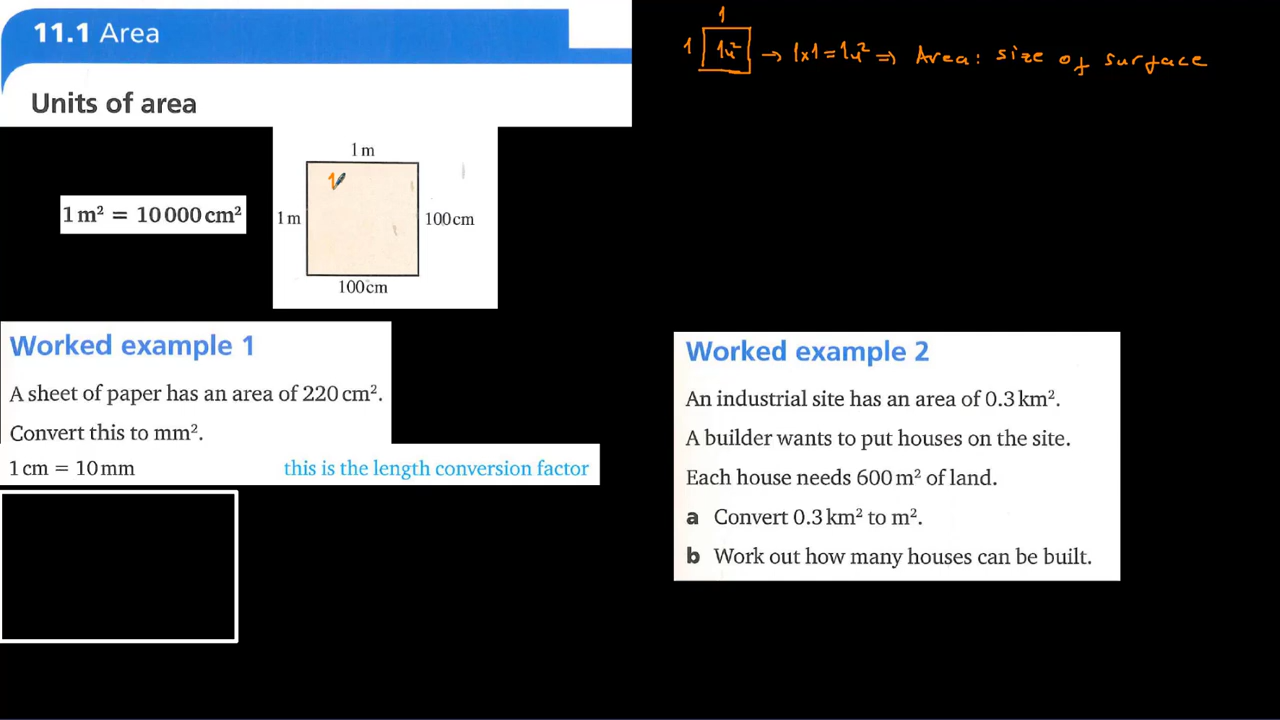 11.1 Area
Units of area
1
1 1u² → 1x1=1u² ⇒ Area: size of surface
1 m
1
1 m² = 10 000 cm²
1 m
100 cm
100 cm
Worked example 1
A sheet of paper has an area of 220 cm².
Convert this to mm².
1 cm = 10 mm
this is the length conversion factor
Worked example 2
An industrial site has an area of 0.3 km².
A builder wants to put houses on the site.
Each house needs 600 m² of land.
a Convert 0.3 km² to m².
b Work out how many houses can be built.